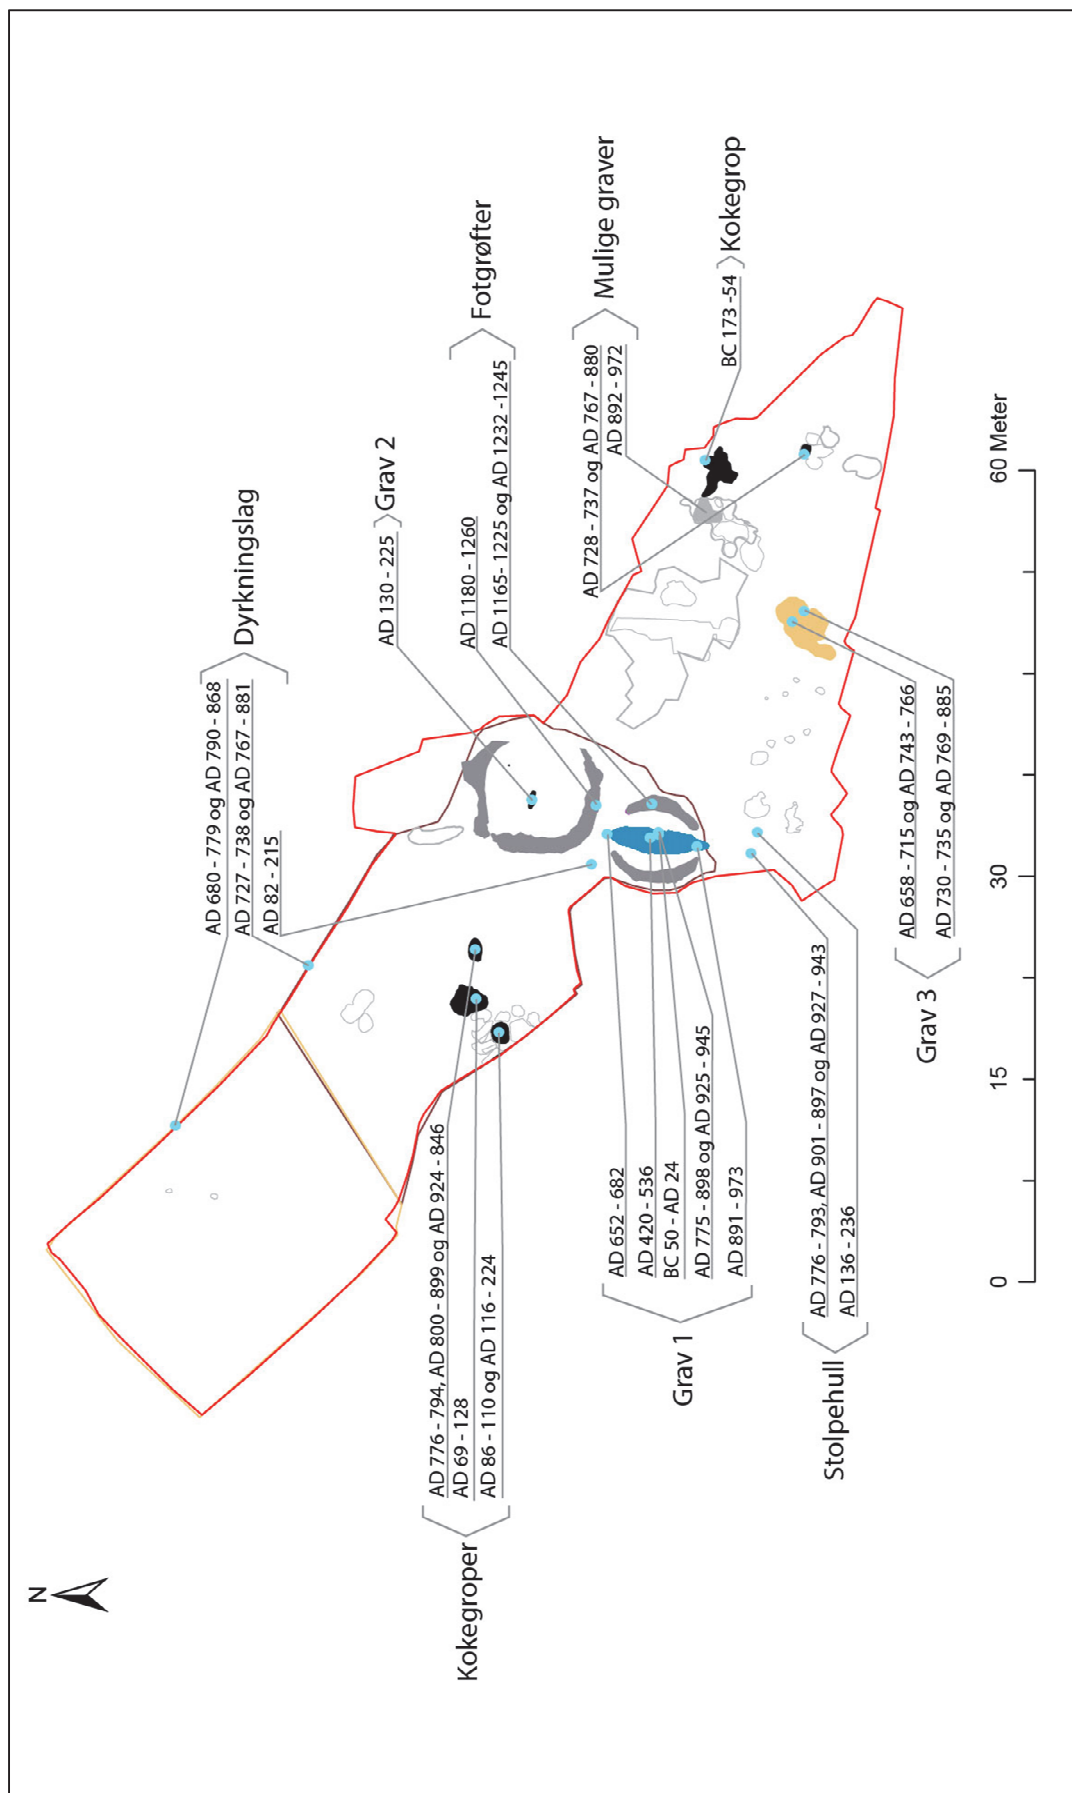 N
Dyrkningslag
AD 680 - 779 og AD 790 - 868
AD 727 - 738 og AD 767 - 881
AD 82 - 215
Grav 2
AD 130 - 225
Fotgrøfter
AD 1180 - 1260
AD 1165- 1225 og AD 1232 -1245
Mulige graver
AD 728 - 737 og AD 767 - 880
AD 892 - 972
Kokegrop
BC 173 -54
Kokegroper
AD 776 - 794, AD 800 - 899 og AD 924 - 846
AD 69 - 128
AD 86 - 110 og AD 116 - 224
Grav 1
AD 652 - 682
AD 420 - 536
BC 50 - AD 24
AD 775 - 898 og AD 925 - 945
AD 891 - 973
Stolpehull
AD 776 - 793, AD 901 - 897 og AD 927 - 943
AD 136 - 236
Grav 3
AD 658 - 715 og AD 743 - 766
AD 730 - 735 og AD 769 - 885
0
15
30
60 Meter